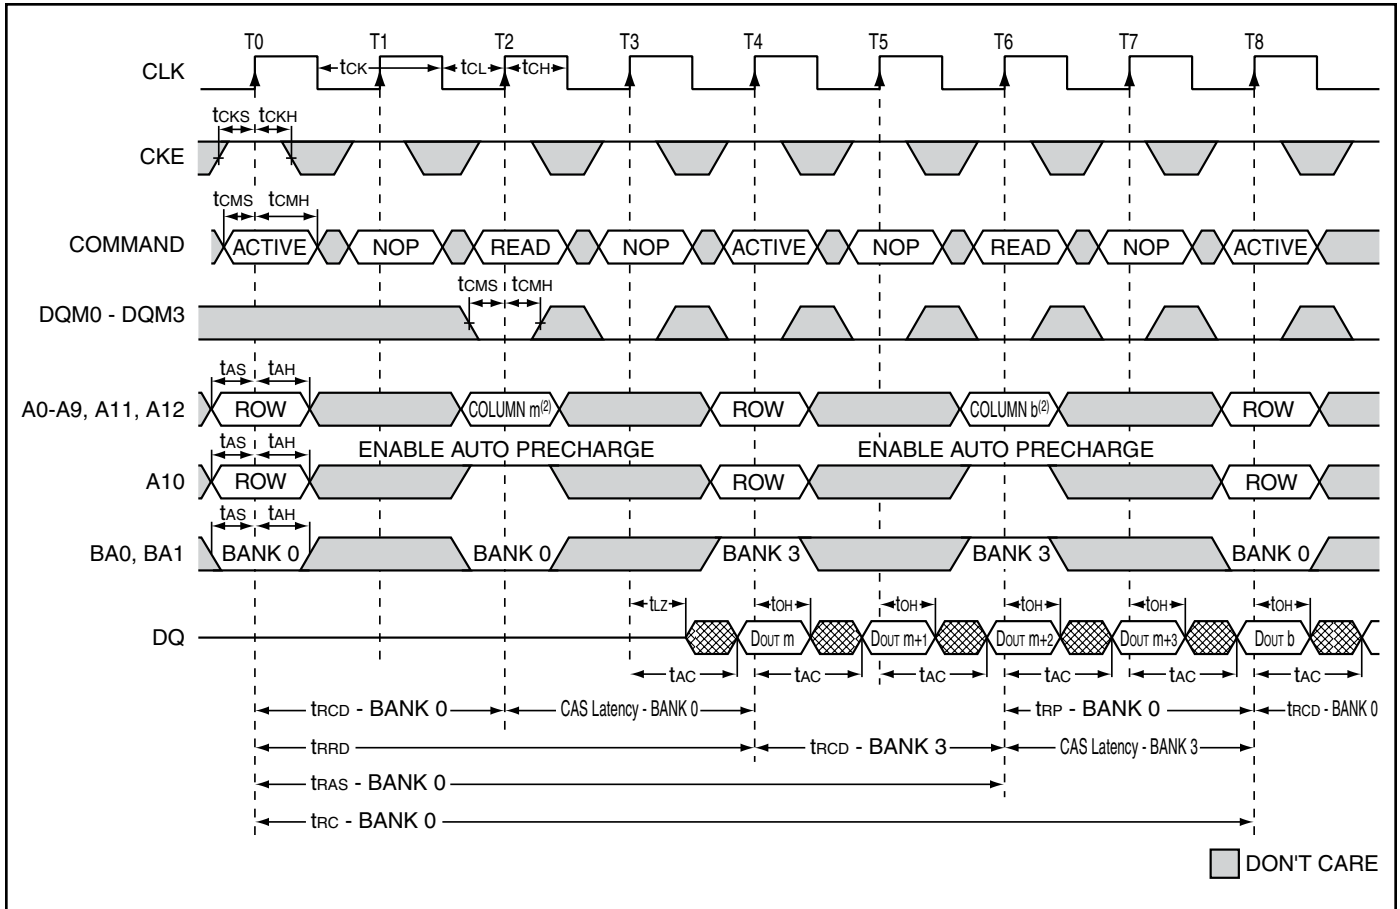 T0 T1 T2 T3 T4 T5 T6 T7 T8
CLK tCK tCL tCH
tCKS tCKH
CKE
tCMS tCMH
COMMAND ACTIVE NOP READ NOP ACTIVE NOP READ NOP ACTIVE
tCMS tCMH
DQM0 - DQM3
tAS tAH
A0-A9, A11, A12 ROW COLUMN m(2) ROW COLUMN b(2) ROW
tAS tAH ENABLE AUTO PRECHARGE ENABLE AUTO PRECHARGE
A10 ROW ROW ROW
tAS tAH
BA0, BA1 BANK 0 BANK 0 BANK 3 BANK 3 BANK 0
tLZ tOH tOH tOH tOH tOH
DQ DOUT m DOUT m+1 DOUT m+2 DOUT m+3 DOUT b
tAC tAC tAC tAC tAC tAC
tRCD - BANK 0 CAS Latency - BANK 0 tRP - BANK 0 tRCD - BANK 0
tRRD tRCD - BANK 3 CAS Latency - BANK 3
tRAS - BANK 0
tRC - BANK 0
DON'T CARE